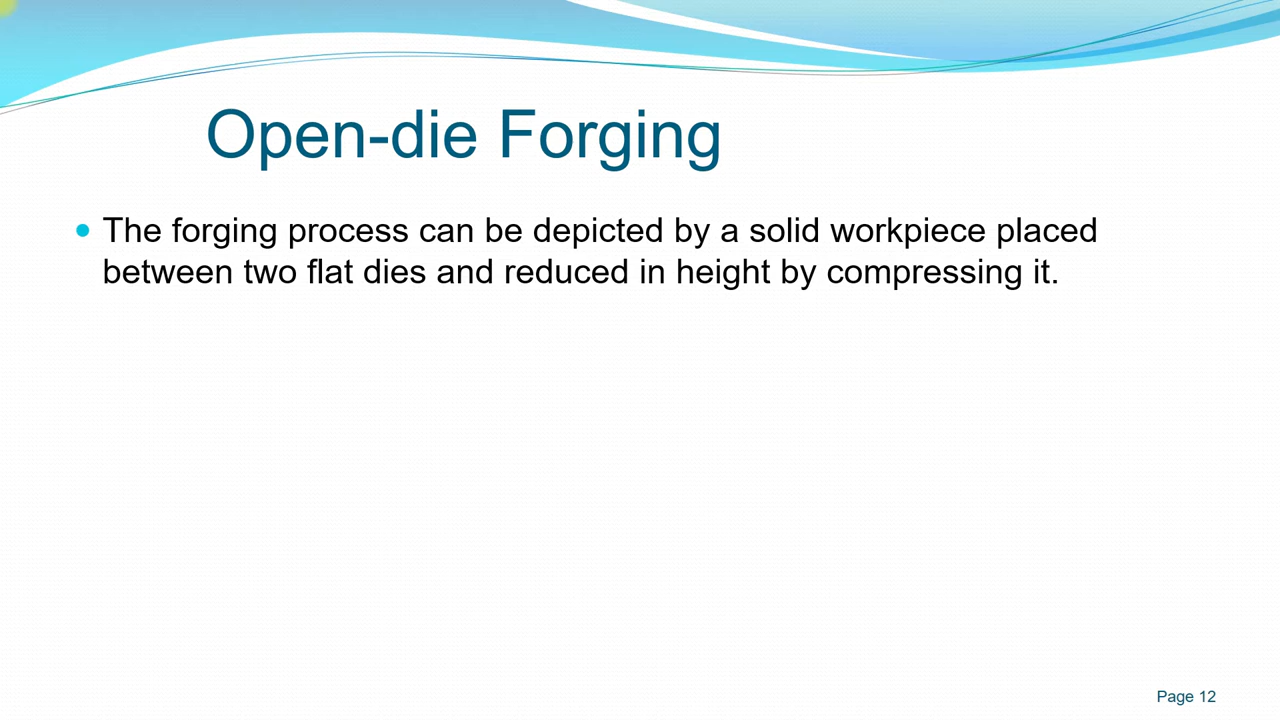 Open-die Forging
The forging process can be depicted by a solid workpiece placed
between two flat dies and reduced in height by compressing it.
Page 12